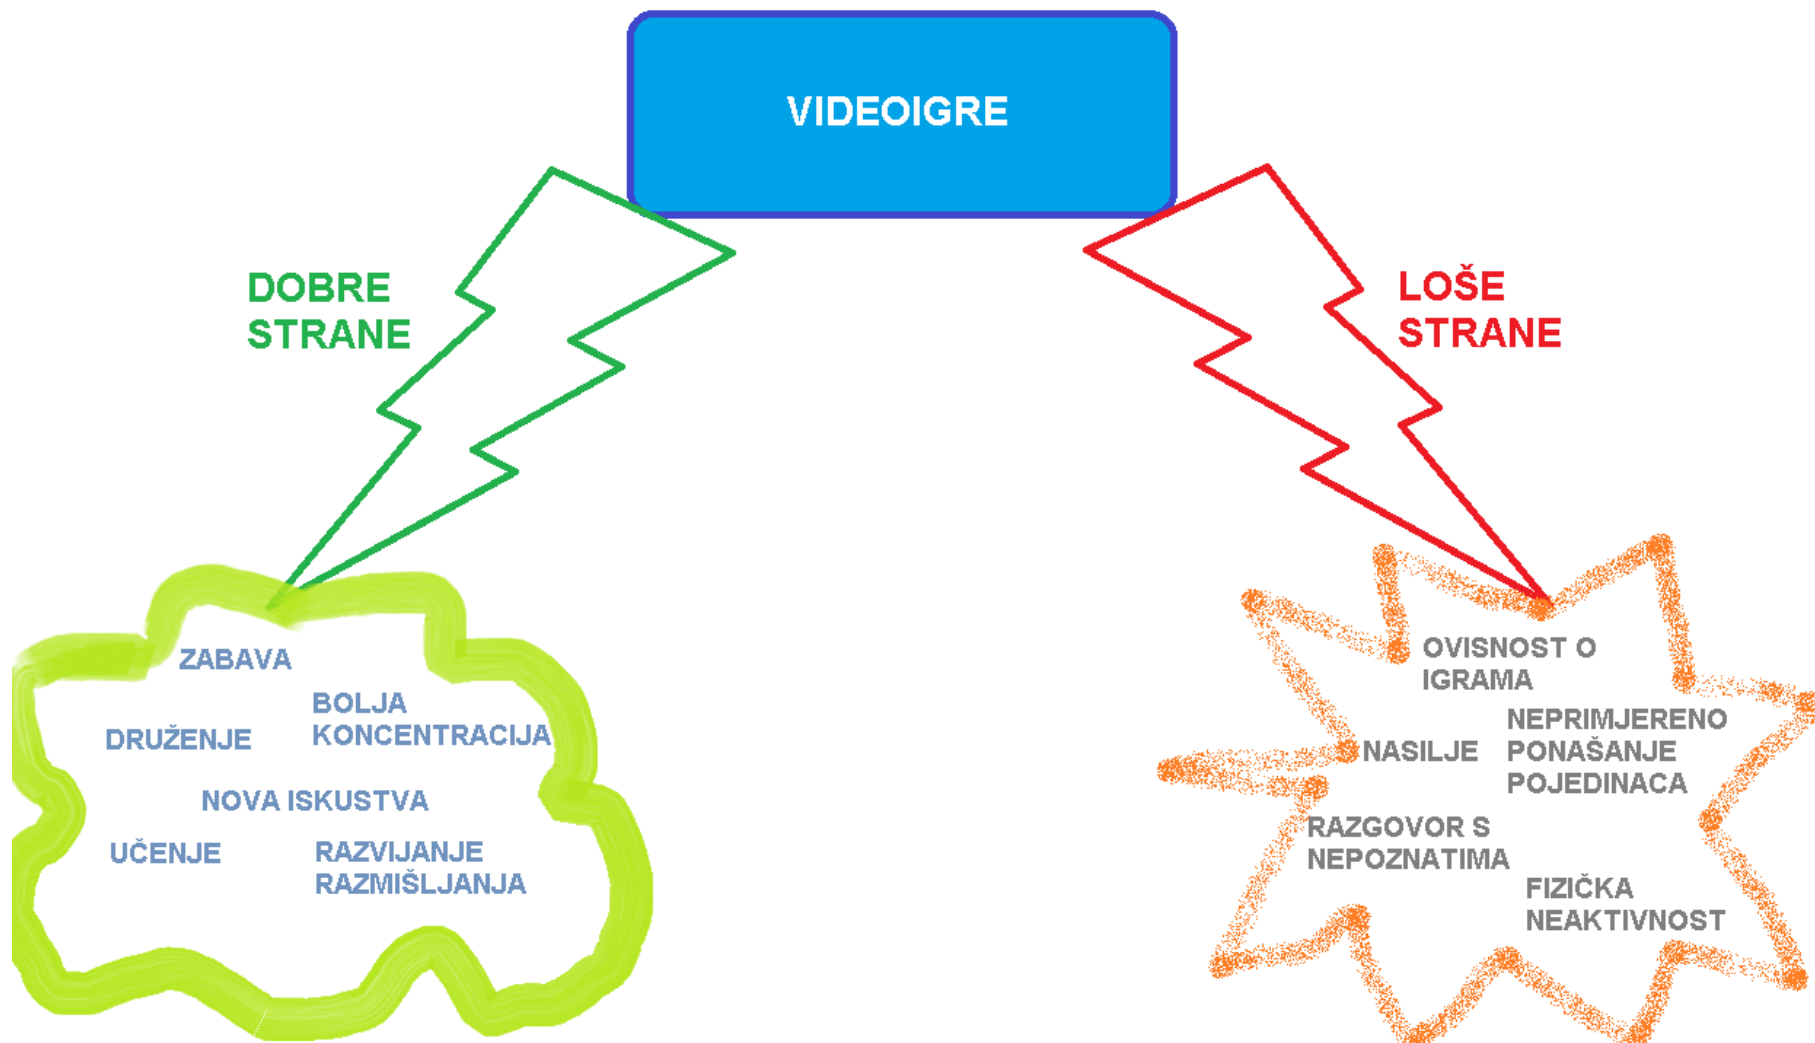 VIDEOIGRE
DOBRE
STRANE
LOŠE
STRANE
ZABAVA
BOLJA
KONCENTRACIJA
DRUŽENJE
NOVA ISKUSTVA
UČENJE
RAZVIJANJE
RAZMIŠLJANJA
OVISNOST O
IGRAMA
NEPRIMJERENO
PONAŠANJE
POJEDINACA
NASILJE
RAZGOVOR S
NEPOZNATIMA
FIZIČKA
NEAKTIVNOST